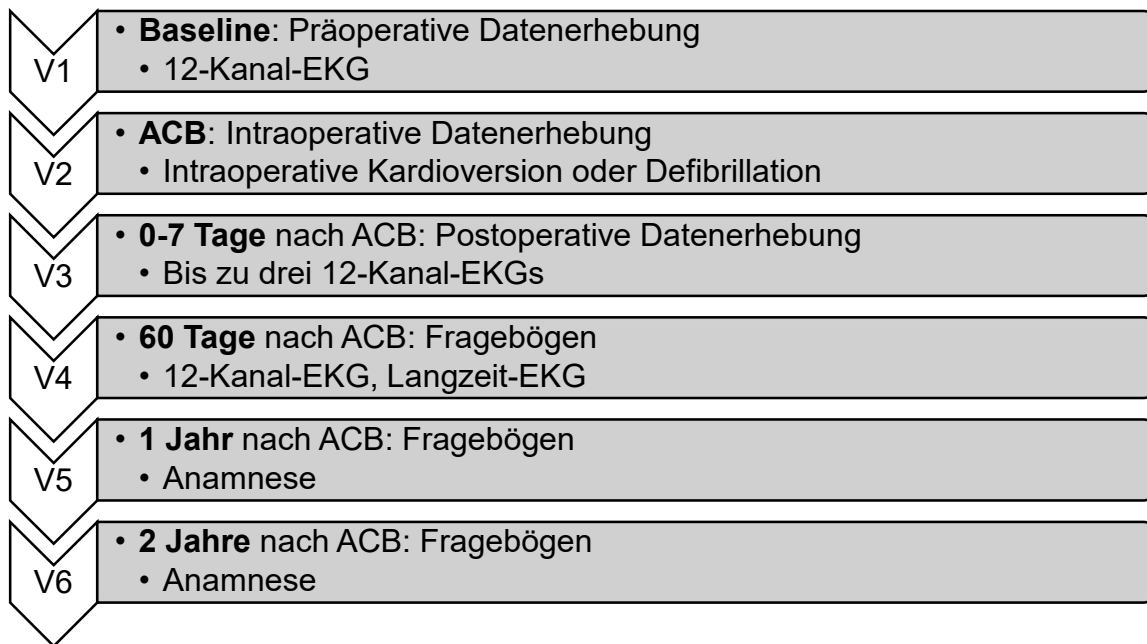 V1
• Baseline: Präoperative Datenerhebung
• 12-Kanal-EKG
V2
• ACB: Intraoperative Datenerhebung
• Intraoperative Kardioversion oder Defibrillation
V3
• 0-7 Tage nach ACB: Postoperative Datenerhebung
• Bis zu drei 12-Kanal-EKGs
V4
• 60 Tage nach ACB: Fragebögen
• 12-Kanal-EKG, Langzeit-EKG
V5
• 1 Jahr nach ACB: Fragebögen
• Anamnese
V6
• 2 Jahre nach ACB: Fragebögen
• Anamnese